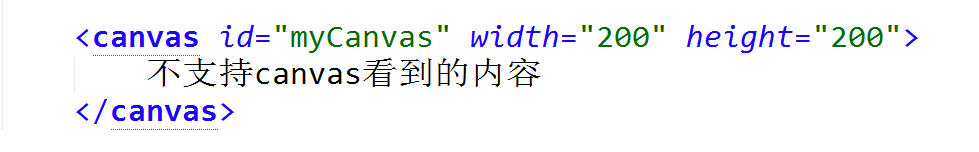 <canvas id="myCanvas" width="200" height="200">
不支持canvas看到的内容
</canvas>